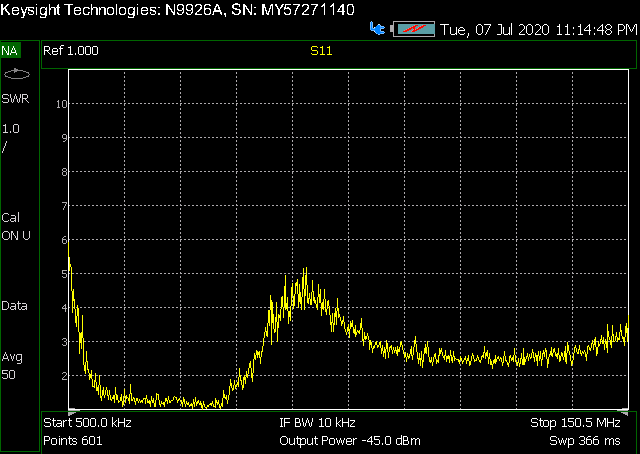 Keysight Technologies: N9926A, SN: MY57271140
Tue, 07 Jul 2020 11:14:48 PM
NA
Ref 1.000
S11
SWR
1.0
/
Cal
ON U
Data
Avg
50
10
9
8
7
6
5
4
3
2
Start 500.0 kHz
IF BW 10 kHz
Stop 150.5 MHz
Points 601
Output Power -45.0 dBm
Swp 366 ms